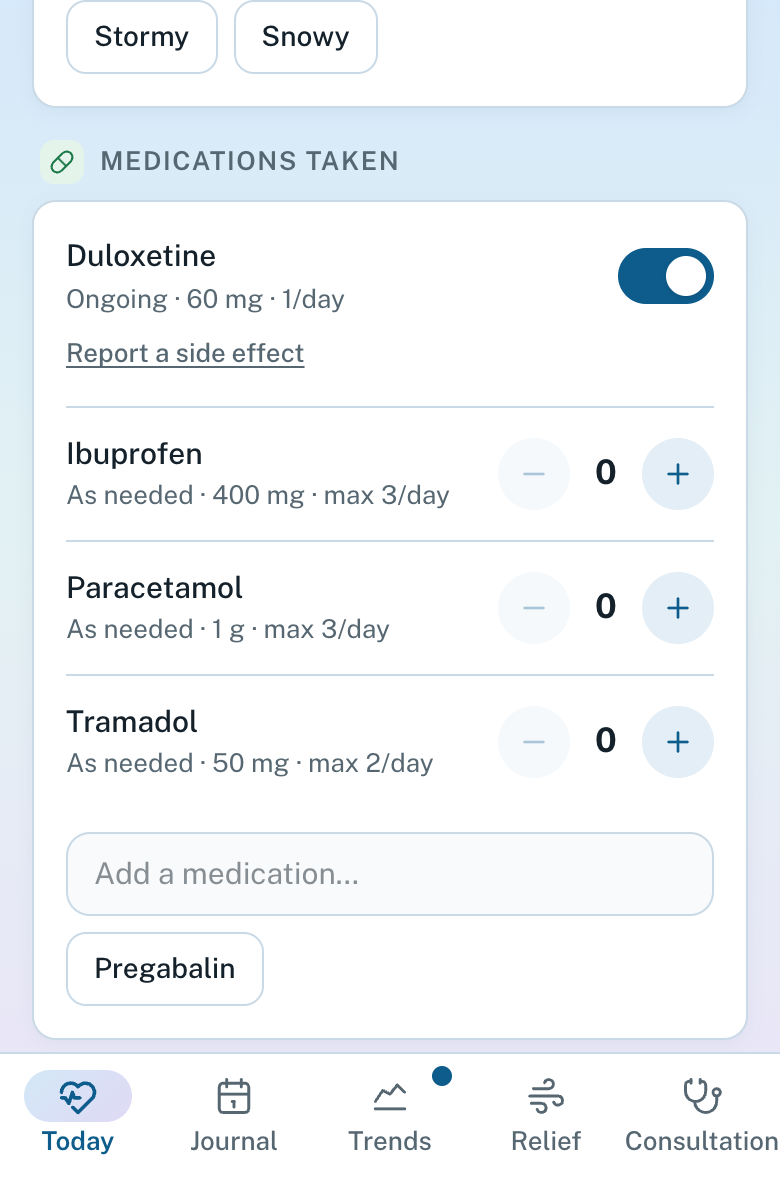 Stormy
Snowy
MEDICATIONS TAKEN
Duloxetine
Ongoing · 60 mg · 1/day
Report a side effect
Ibuprofen
As needed · 400 mg · max 3/day
0
Paracetamol
As needed · 1 g · max 3/day
0
Tramadol
As needed · 50 mg · max 2/day
0
Add a medication...
Pregabalin
Today
Journal
Trends
Relief
Consultation